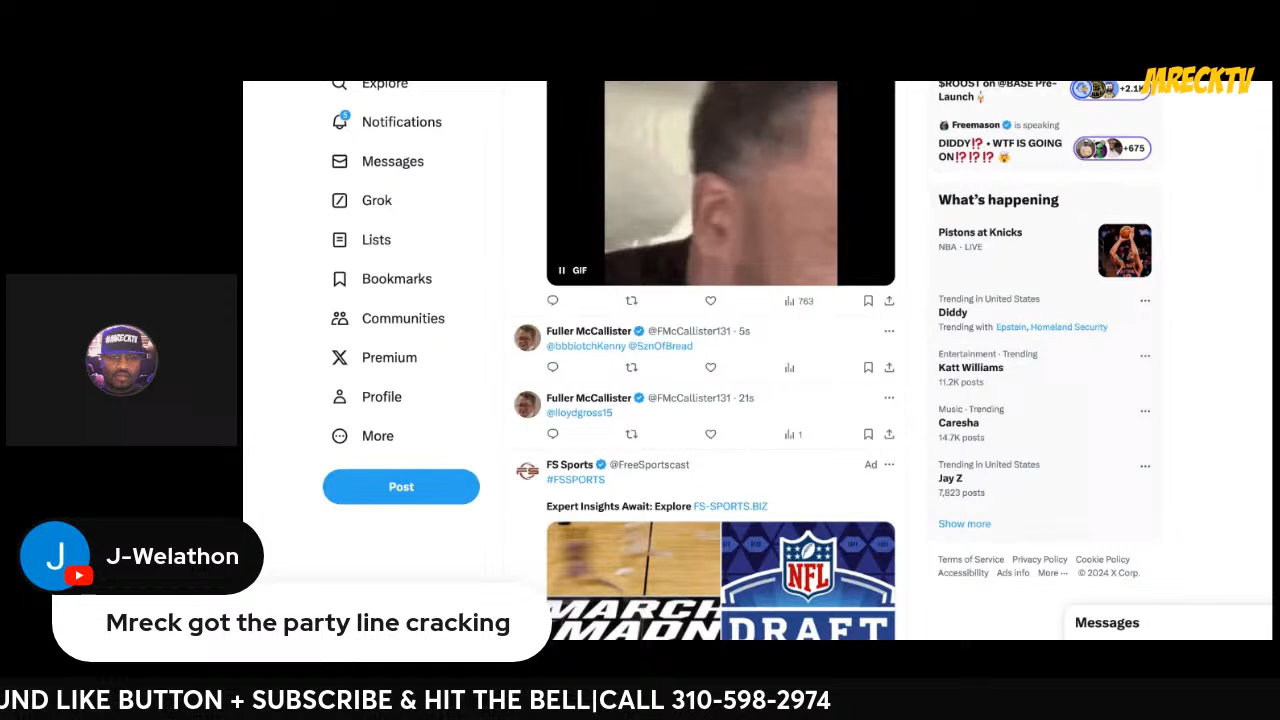 MRECKTV
Explore
5
Notifications
Messages
Grok
Lists
Bookmarks
Communities
Premium
Profile
More
Post
GIF
763
Fuller McCallister @FMcCallister131 · 5s
@bbbiotchKenny @SznOfBread
Fuller McCallister @FMcCallister131 · 21s
@lloydgross15
1
FS Sports @FreeSportscast
Ad
#FSSPORTS
Expert Insights Await: Explore FS-SPORTS.BIZ
MARCH
MADN
NFL
DRAFT
$ROOST on @BASE Pre-
Launch
+2.1K
Freemason is speaking
DIDDY⁉️ • WTF IS GOING
ON⁉️⁉️⁉️ 🤯
+675
What's happening
Pistons at Knicks
NBA · LIVE
Trending in United States
Diddy
Trending with Epstein, Homeland Security
Entertainment · Trending
Katt Williams
11.2K posts
Music · Trending
Caresha
14.7K posts
Trending in United States
Jay Z
7,823 posts
Show more
Terms of Service Privacy Policy Cookie Policy
Accessibility Ads info More ··· © 2024 X Corp.
Messages
#MRECKTV
J
J-Welathon
Mreck got the party line cracking
UND LIKE BUTTON + SUBSCRIBE & HIT THE BELL|CALL 310-598-2974